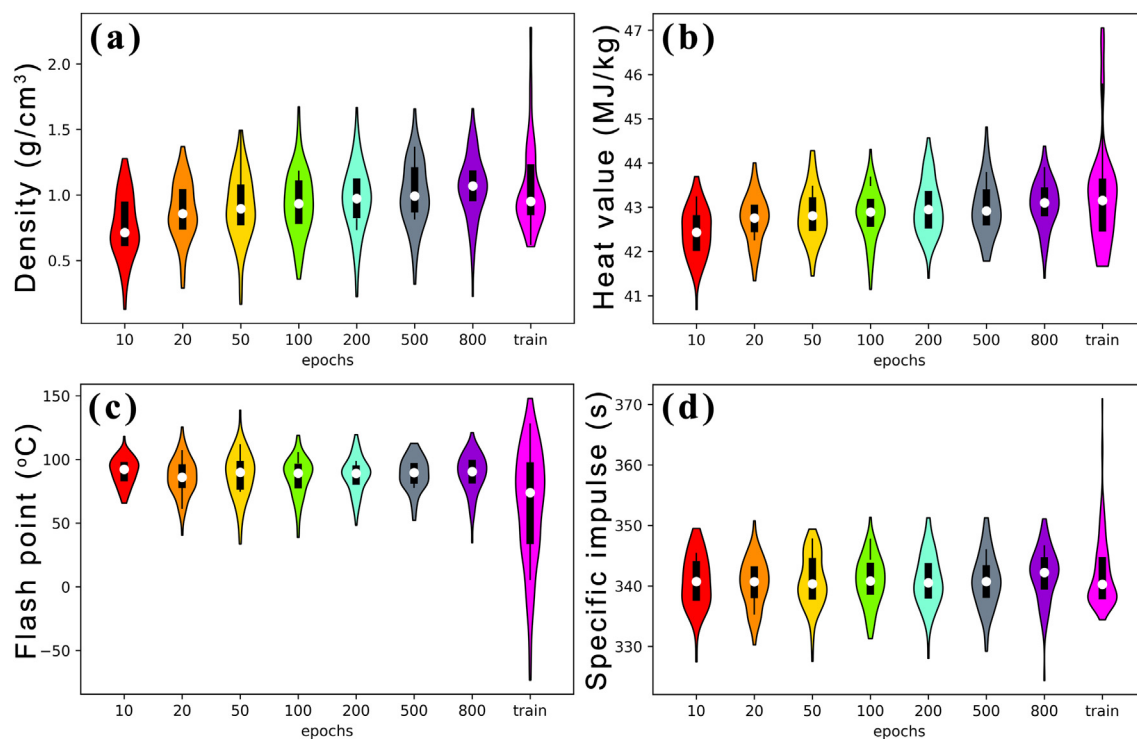 (a)
Density (g/cm³)
2.0
1.5
1.0
0.5
10 20 50 100 200 500 800 train
epochs
(b)
Heat value (MJ/kg)
47
46
45
44
43
42
41
10 20 50 100 200 500 800 train
epochs
(c)
Flash point (°C)
150
100
50
0
−50
10 20 50 100 200 500 800 train
epochs
(d)
Specific impulse (s)
370
360
350
340
330
10 20 50 100 200 500 800 train
epochs